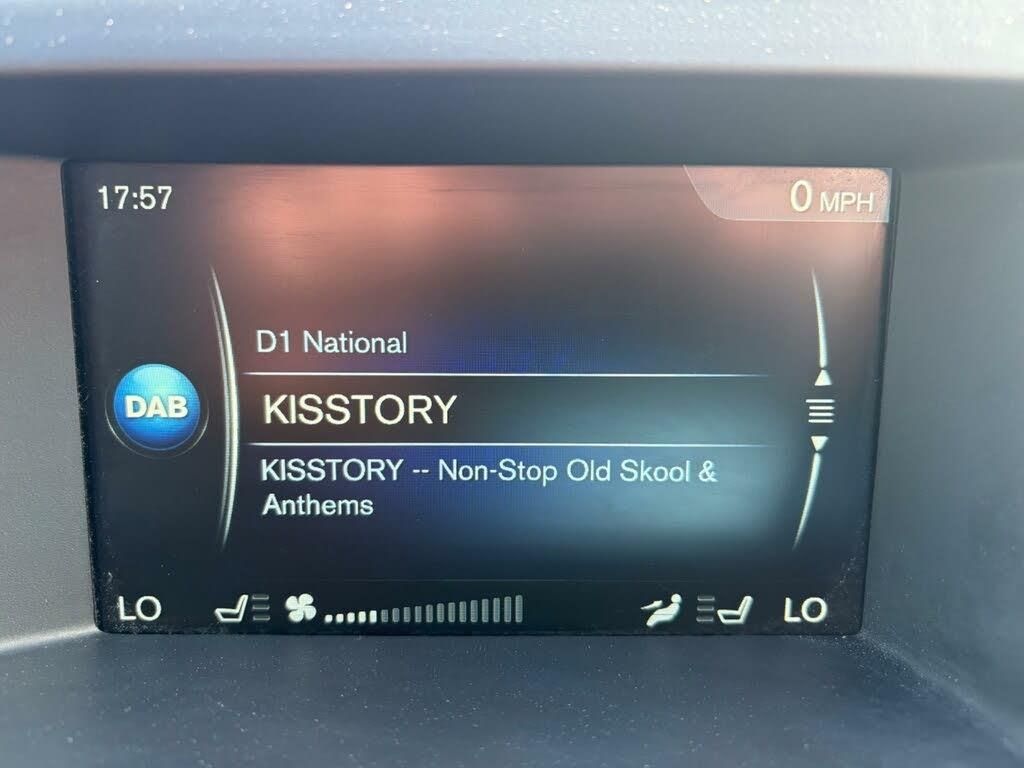 17:57
0 MPH
D1 National
DAB
KISSTORY
KISSTORY -- Non-Stop Old Skool &
Anthems
LO
LO